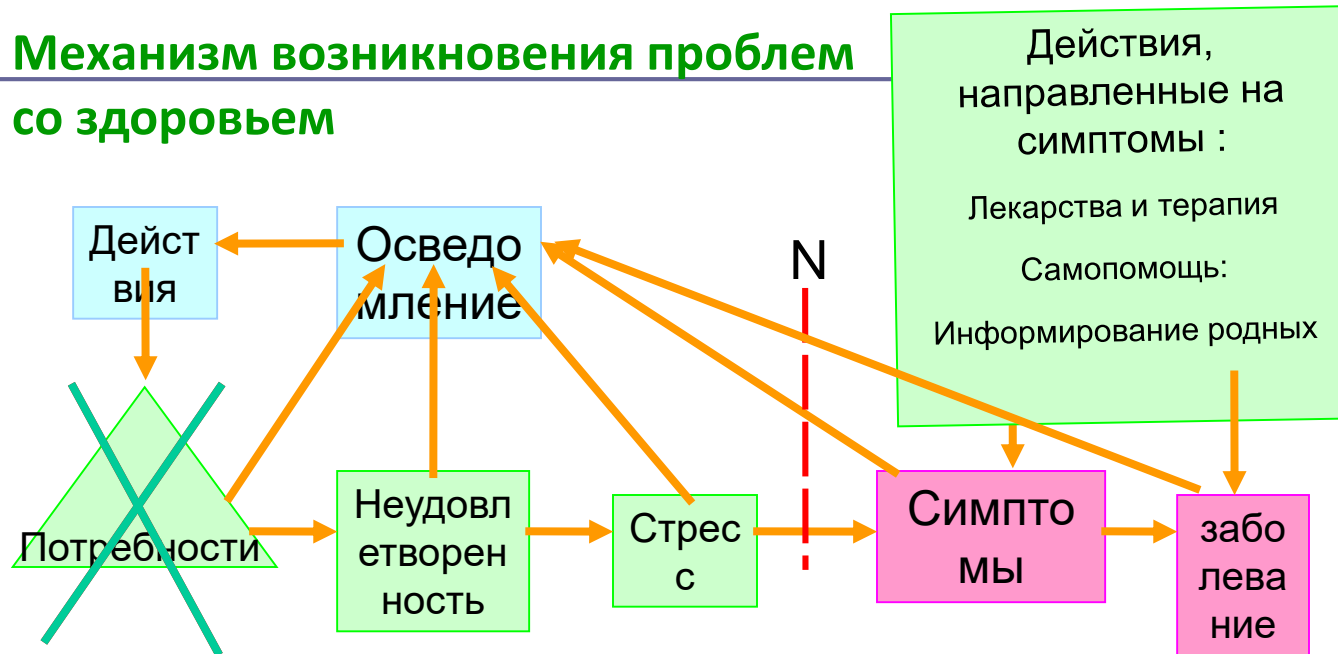 Механизм возникновения проблем
со здоровьем
Действия,
направленные на
симптомы :
Лекарства и терапия
Самопомощь:
Информирование родных
Дейст
вия
Осведо
мление
N
Потребности
Неудовл
етворен
ность
Стрес
с
Симпто
мы
забо
лева
ние